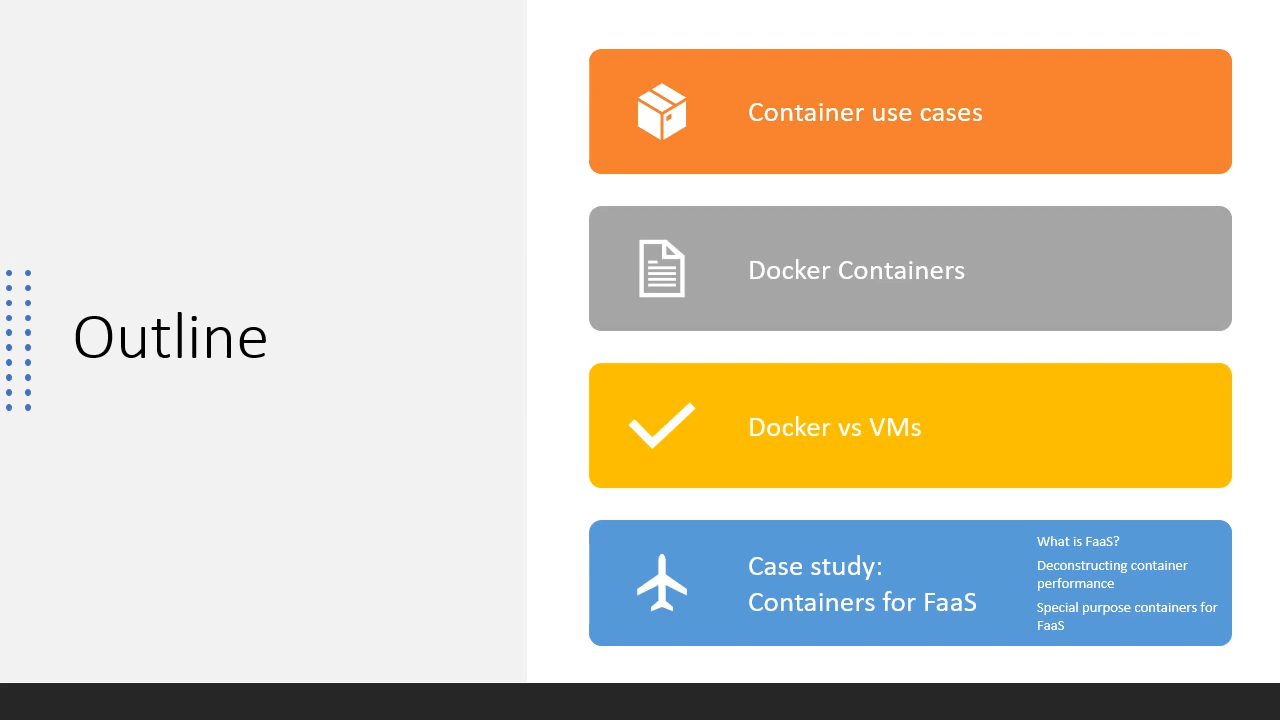 Outline
Container use cases
Docker Containers
Docker vs VMs
Case study:
Containers for FaaS
What is FaaS?
Deconstructing container
performance
Special purpose containers for
FaaS